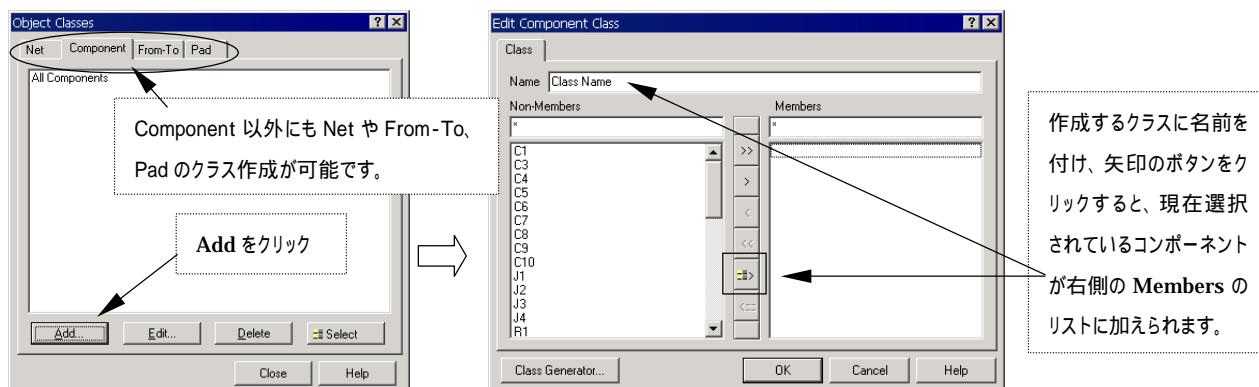 Object Classes
Net Component From-To Pad
All Components
Component 以外にも Net や From-To、
Pad のクラス作成が可能です。
Add をクリック
Add... Edit... Delete Select
Close Help
Edit Component Class
Class
Name Class Name
Non-Members Members
* *
C1
C3
C4
C5
C6
C7
C8
C9
C10
J1
J2
J3
J4
R1
>>
>
<
<<
Class Generator... OK Cancel Help
作成するクラスに名前を
付け、矢印のボタンをク
リックすると、現在選択
されているコンポーネント
が右側の Members の
リストに加えられます。